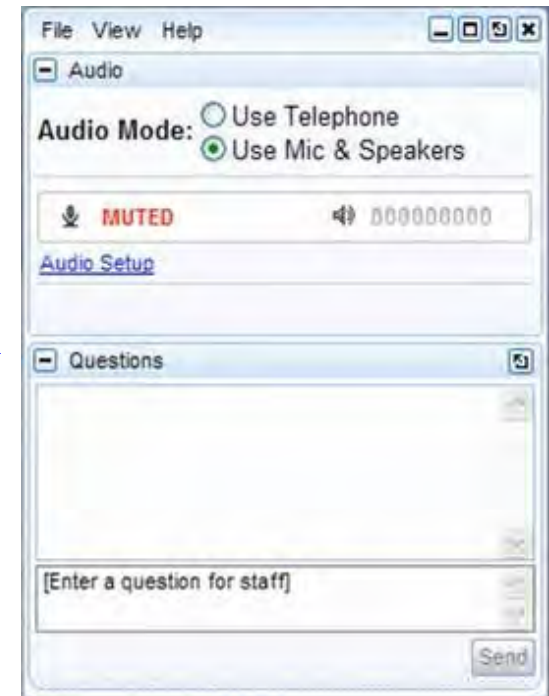 File View Help
Audio
Audio Mode: Use Telephone
Use Mic & Speakers
MUTED 000000000
Audio Setup
Questions
[Enter a question for staff]
Send